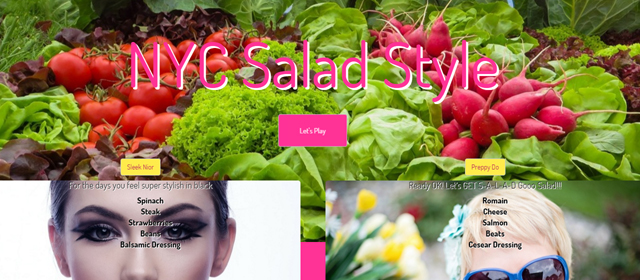 NYC Salad Style
Let's Play
Sleek Nior
Preppy Do
For the days you feel super stylish in black
Ready OK! Let's GET S-A-L-A-D Good Salad!!!
Spinach
Steak
Strawberries
Beans
Balsamic Dressing
Romain
Cheese
Salmon
Beats
Cesear Dressing